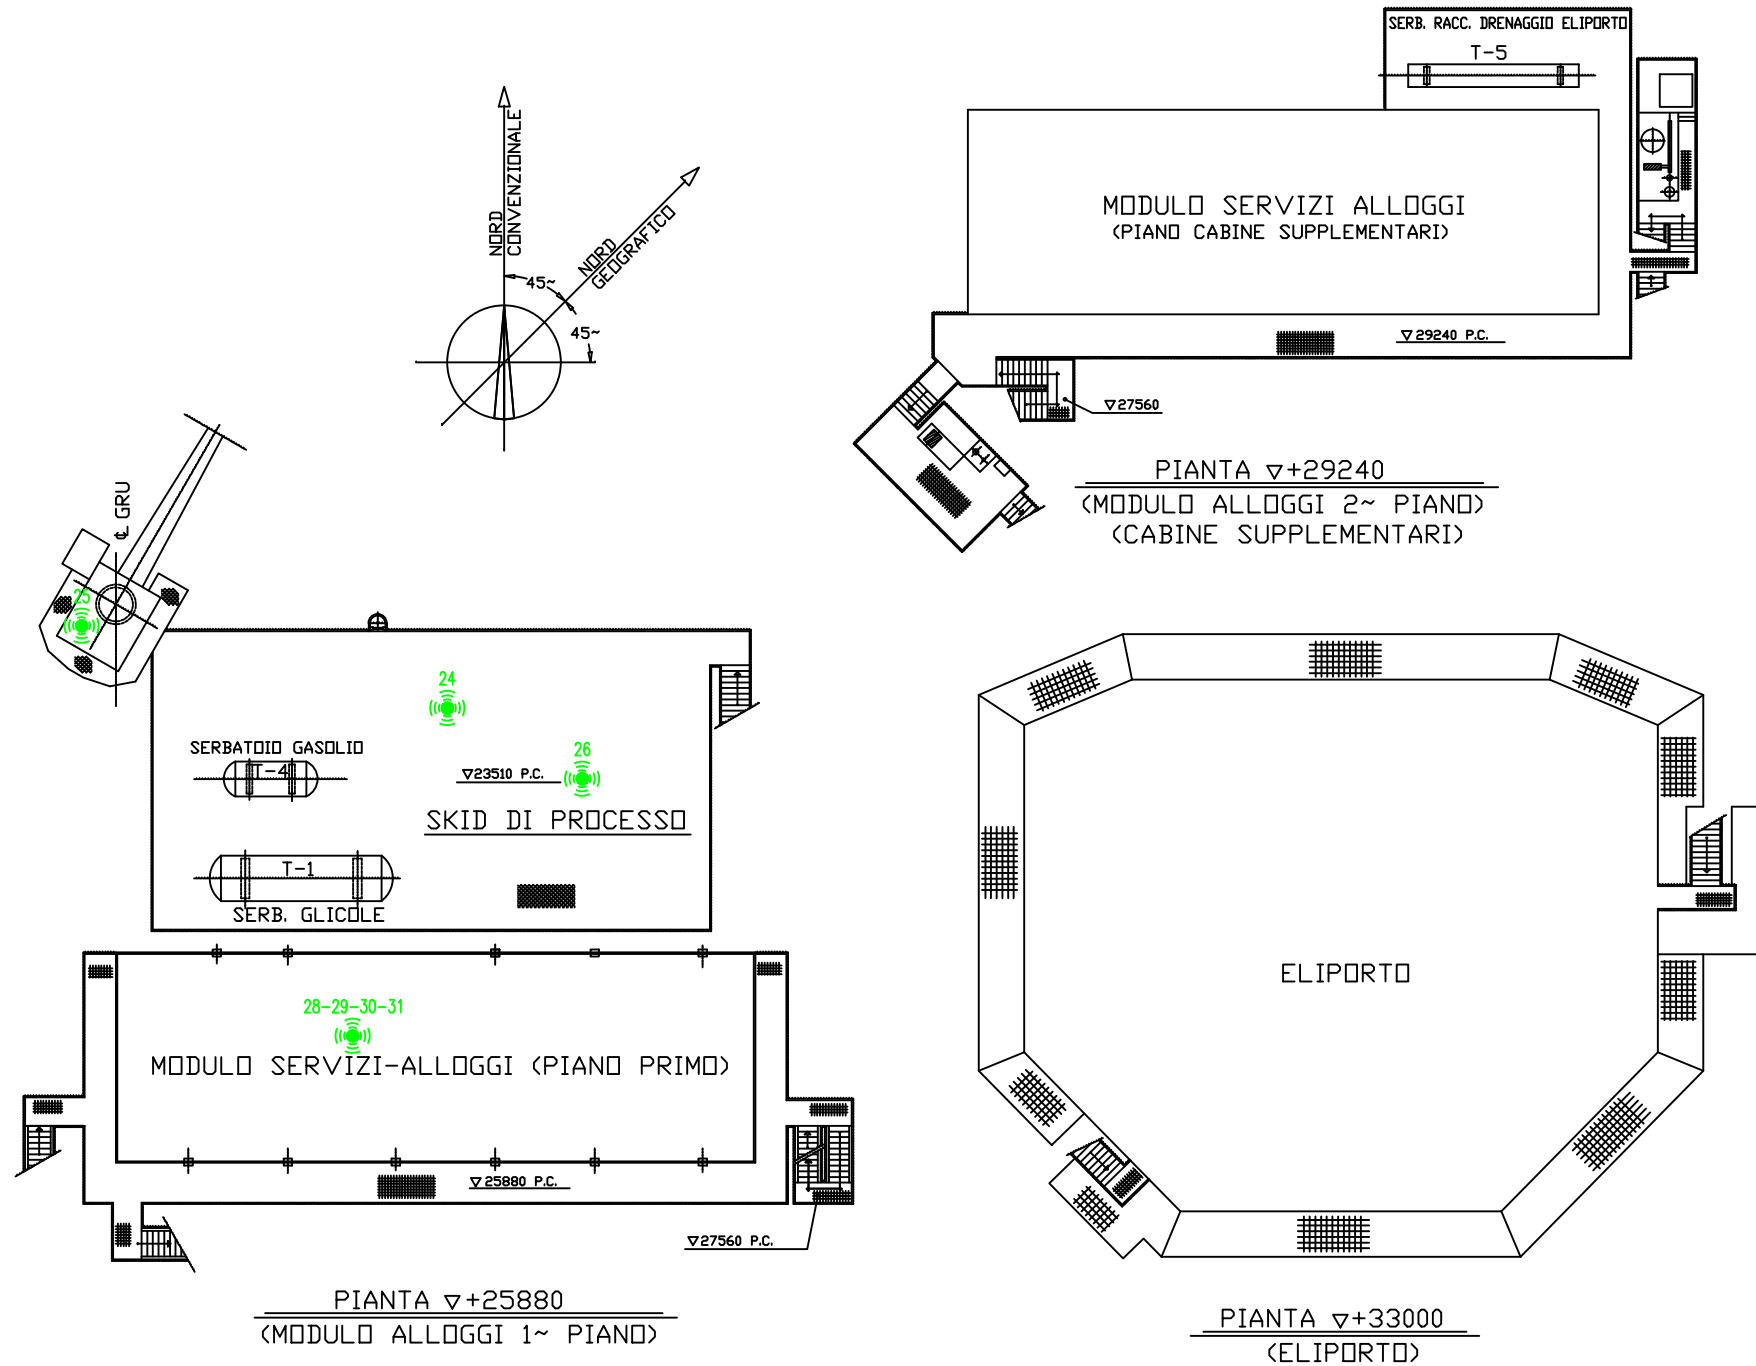 SERB. RACC. DRENAGGIO ELIPORTO
T-5
MODULO SERVIZI ALLOGGI
(PIANO CABINE SUPPLEMENTARI)
▽29240 P.C.
▽27560
PIANTA ▽+29240
(MODULO ALLOGGI 2~ PIANO)
(CABINE SUPPLEMENTARI)
NORD
CONVENZIONALE
NORD
GEOGRAFICO
45~
45~
℄ GRU
25
24
26
SERBATOIO GASOLIO
T-4
▽23510 P.C.
SKID DI PROCESSO
T-1
SERB. GLICOLE
28-29-30-31
MODULO SERVIZI-ALLOGGI (PIANO PRIMO)
▽25880 P.C.
▽27560 P.C.
PIANTA ▽+25880
(MODULO ALLOGGI 1~ PIANO)
ELIPORTO
PIANTA ▽+33000
(ELIPORTO)